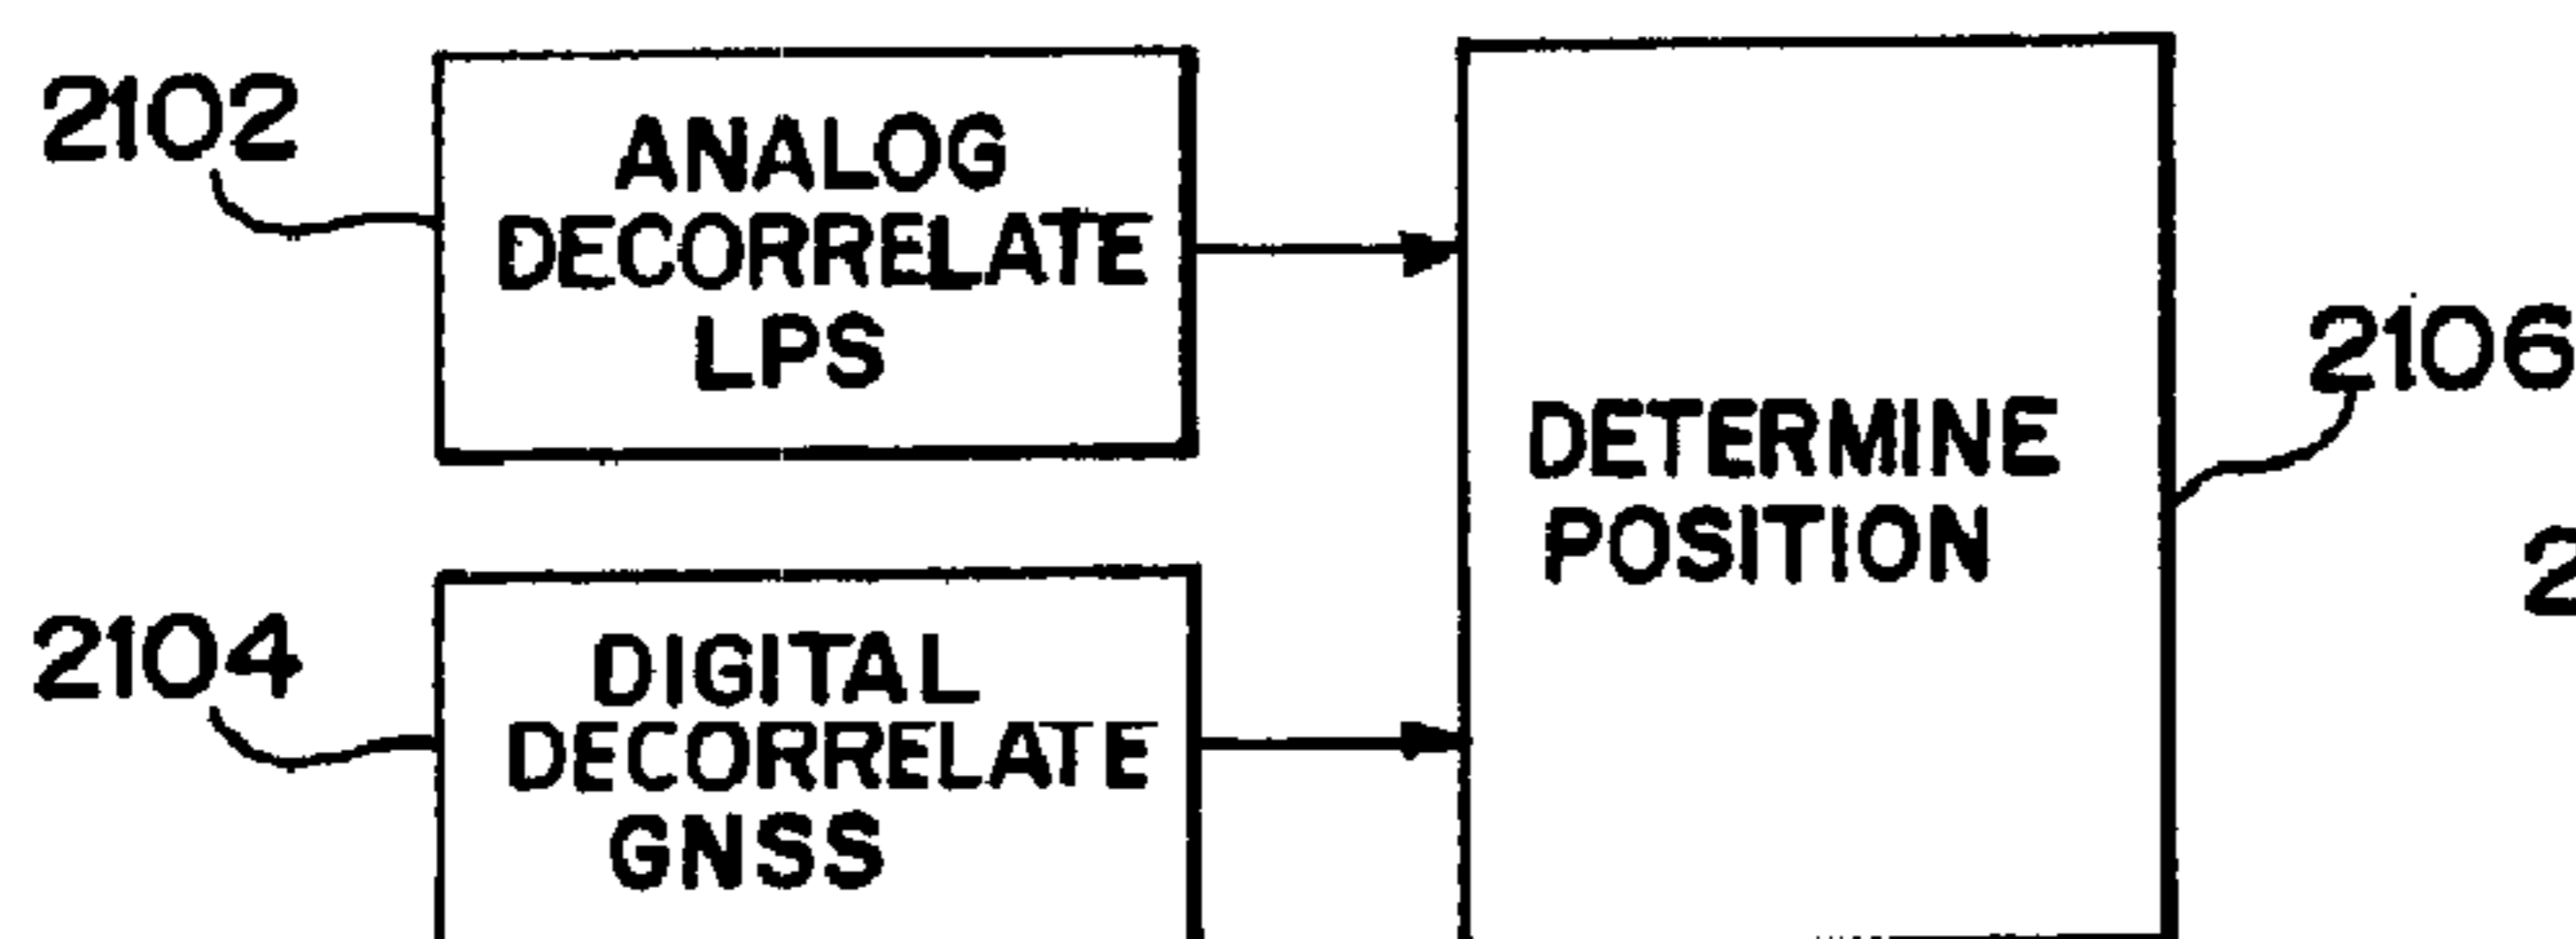 2102
ANALOG
DECORRELATE
LPS
2104
DIGITAL
DECORRELATE
GNSS
DETERMINE
POSITION
2106